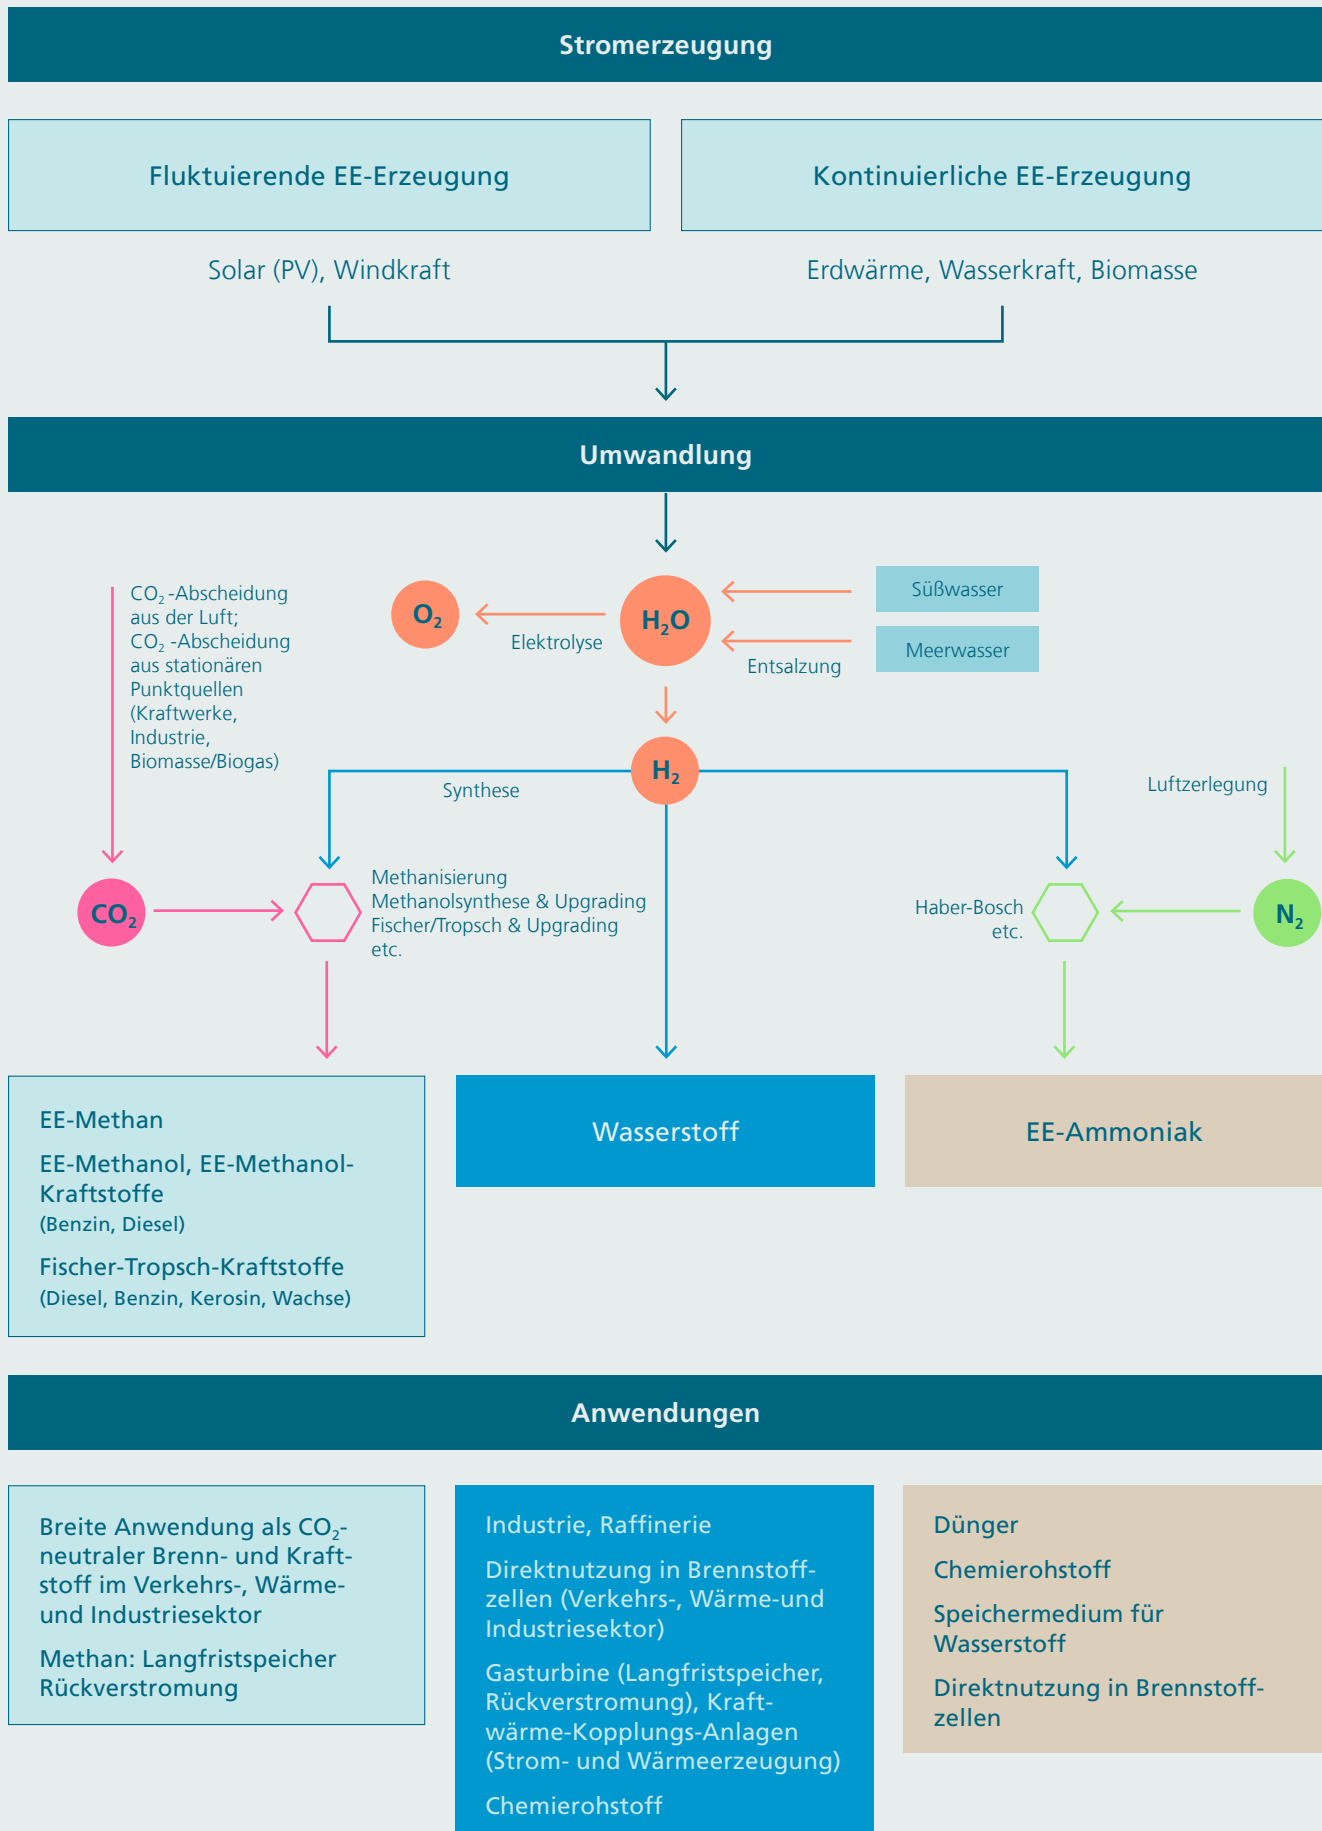 Stromerzeugung
Fluktuierende EE-Erzeugung
Kontinuierliche EE-Erzeugung
Solar (PV), Windkraft
Erdwärme, Wasserkraft, Biomasse
Umwandlung
CO₂ -Abscheidung
aus der Luft;
CO₂ -Abscheidung
aus stationären
Punktquellen
(Kraftwerke,
Industrie,
Biomasse/Biogas)
O₂
Elektrolyse
H₂O
Süßwasser
Meerwasser
Entsalzung
H₂
Synthese
Luftzerlegung
CO₂
Methanisierung
Methanolsynthese & Upgrading
Fischer/Tropsch & Upgrading
etc.
Haber-Bosch
etc.
N₂
EE-Methan
EE-Methanol, EE-Methanol-
Kraftstoffe
(Benzin, Diesel)
Fischer-Tropsch-Kraftstoffe
(Diesel, Benzin, Kerosin, Wachse)
Wasserstoff
EE-Ammoniak
Anwendungen
Breite Anwendung als CO₂-
neutraler Brenn- und Kraft-
stoff im Verkehrs-, Wärme-
und Industriesektor
Methan: Langfristspeicher
Rückverstromung
Industrie, Raffinerie
Direktnutzung in Brennstoff-
zellen (Verkehrs-, Wärme-und
Industriesektor)
Gasturbine (Langfristspeicher,
Rückverstromung), Kraft-
wärme-Kopplungs-Anlagen
(Strom- und Wärmeerzeugung)
Chemierohstoff
Dünger
Chemierohstoff
Speichermedium für
Wasserstoff
Direktnutzung in Brennstoff-
zellen